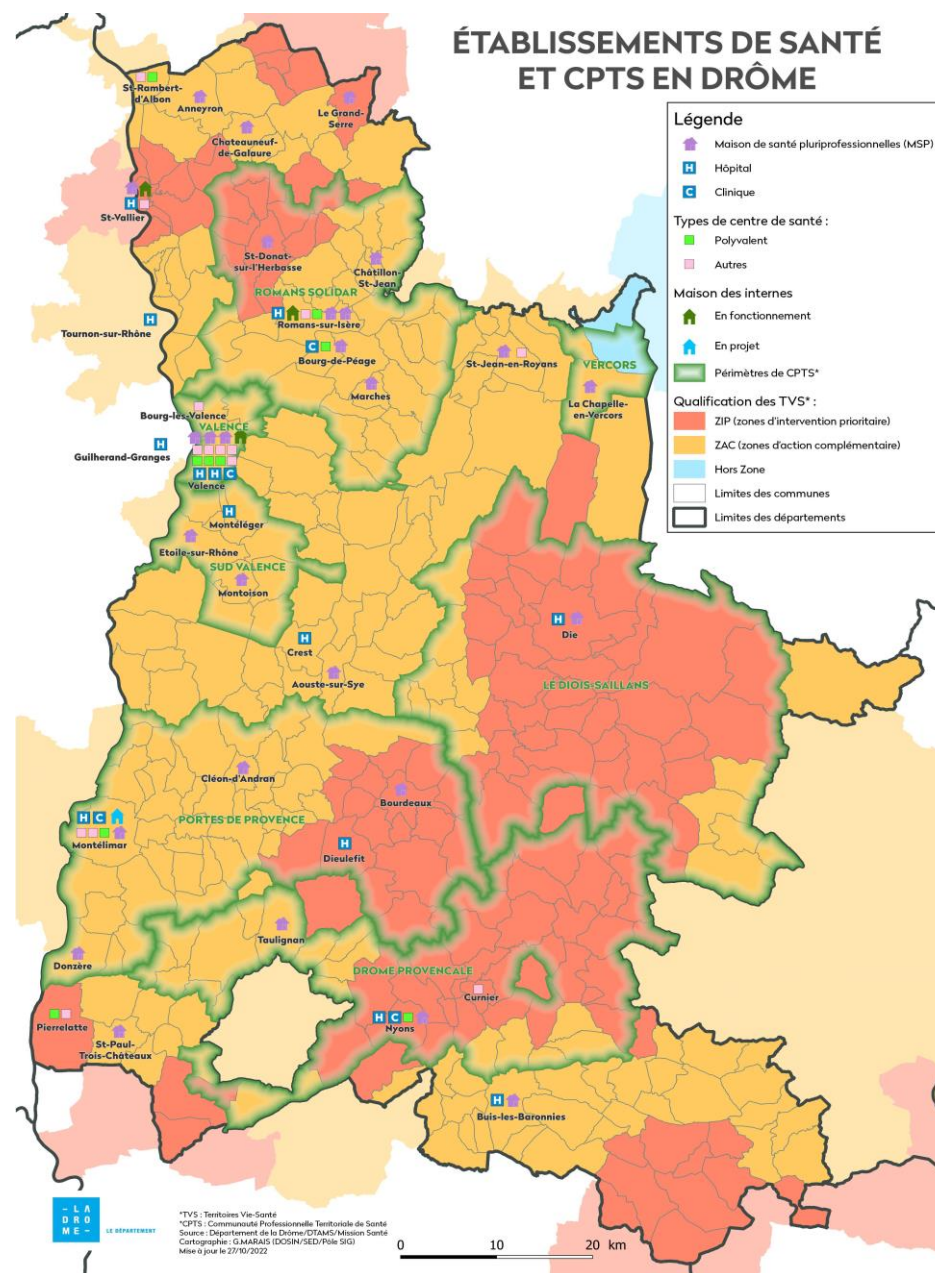 ÉTABLISSEMENTS DE SANTÉ
ET CPTS EN DRÔME
Légende
Maison de santé pluriprofessionnelles (MSP)
H
Hôpital
C
Clinique
Types de centre de santé :
Polyvalent
Autres
Maison des internes
En fonctionnement
En projet
Périmètres de CPTS*
Qualification des TVS* :
ZIP (zones d'intervention prioritaire)
ZAC (zones d'action complémentaire)
Hors Zone
Limites des communes
Limites des départements
St-Rambert-
d'Albon
Anneyron
Le Grand-
Serre
Chateauneuf-
de-Galaure
H
St-Vallier
St-Donat-
sur-l'Herbasse
Châtillon-
St-Jean
ROMANS SOLIDAR
H
Tournon-sur-Rhône
H
Romans-sur-Isère
C
Bourg-de-Péage
St-Jean-en-Royans
VERCORS
Marches
La Chapelle-
en-Vercors
Bourg-lès-Valence
VALENCE
H
Guilherand-Granges
H H C
Valence
H
Montéléger
Etoile-sur-Rhône
SUD VALENCE
Montoison
H
Crest
H
Die
Aouste-sur-Sye
LE DIOIS-SAILLANS
Cléon-d'Andran
Bourdeaux
PORTES DE PROVENCE
H C
Montélimar
H
Dieulefit
Taulignan
Donzère
DROME PROVENCALE
Curnier
Pierrelatte
H C
Nyons
St-Paul-
Trois-Châteaux
H
Buis-les-Baronnies
– L A
D R Ô
M E –
LE DÉPARTEMENT
*TVS : Territoires Vie-Santé
*CPTS : Communauté Professionnelle Territoriale de Santé
Source : Département de la Drôme/DTAMS/Mission Santé
Cartographie : G.MARAIS (DOSIN/SED/Pôle SIG)
Mise à jour le 27/10/2022
0 10 20 km